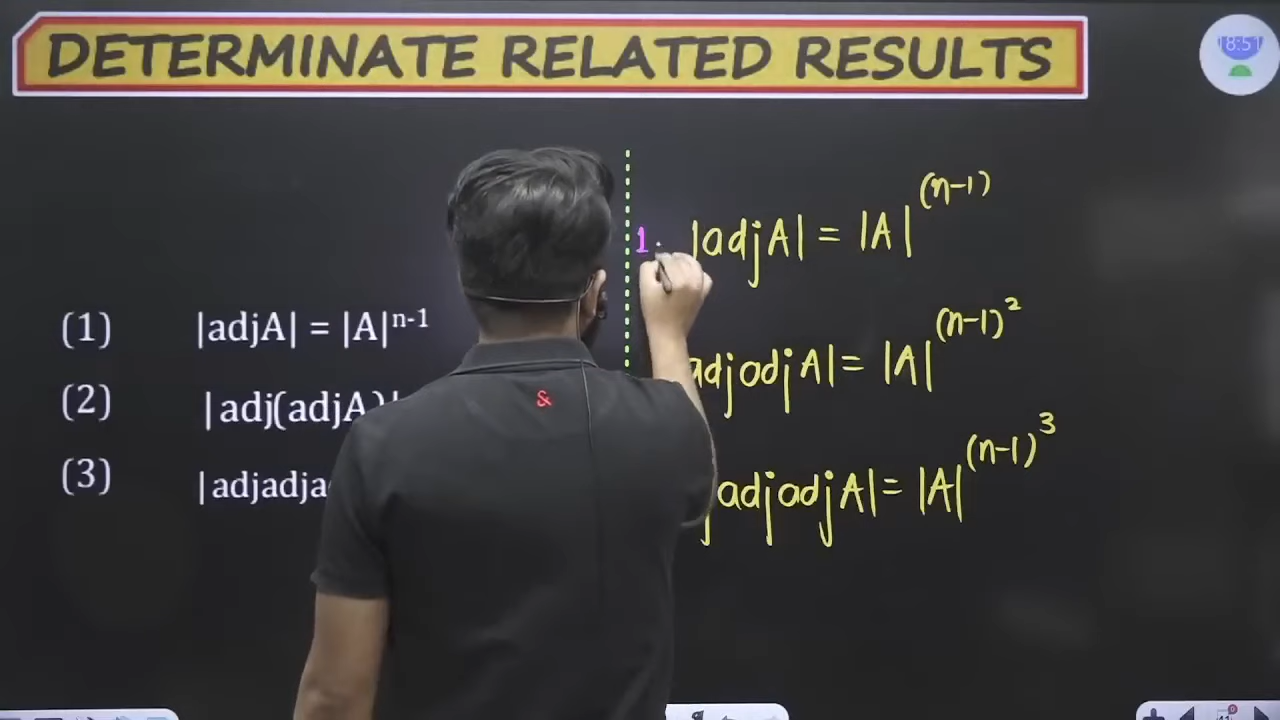 DETERMINATE RELATED RESULTS
18:51
(1) |adjA| = |A|ⁿ⁻¹
(2) |adj(adjA)
(3) |adjadja
&
1. |adjA| = |A|⁽ⁿ⁻¹⁾
adjadjA| = |A|^(n-1)²
adjadjA| = |A|^(n-1)³